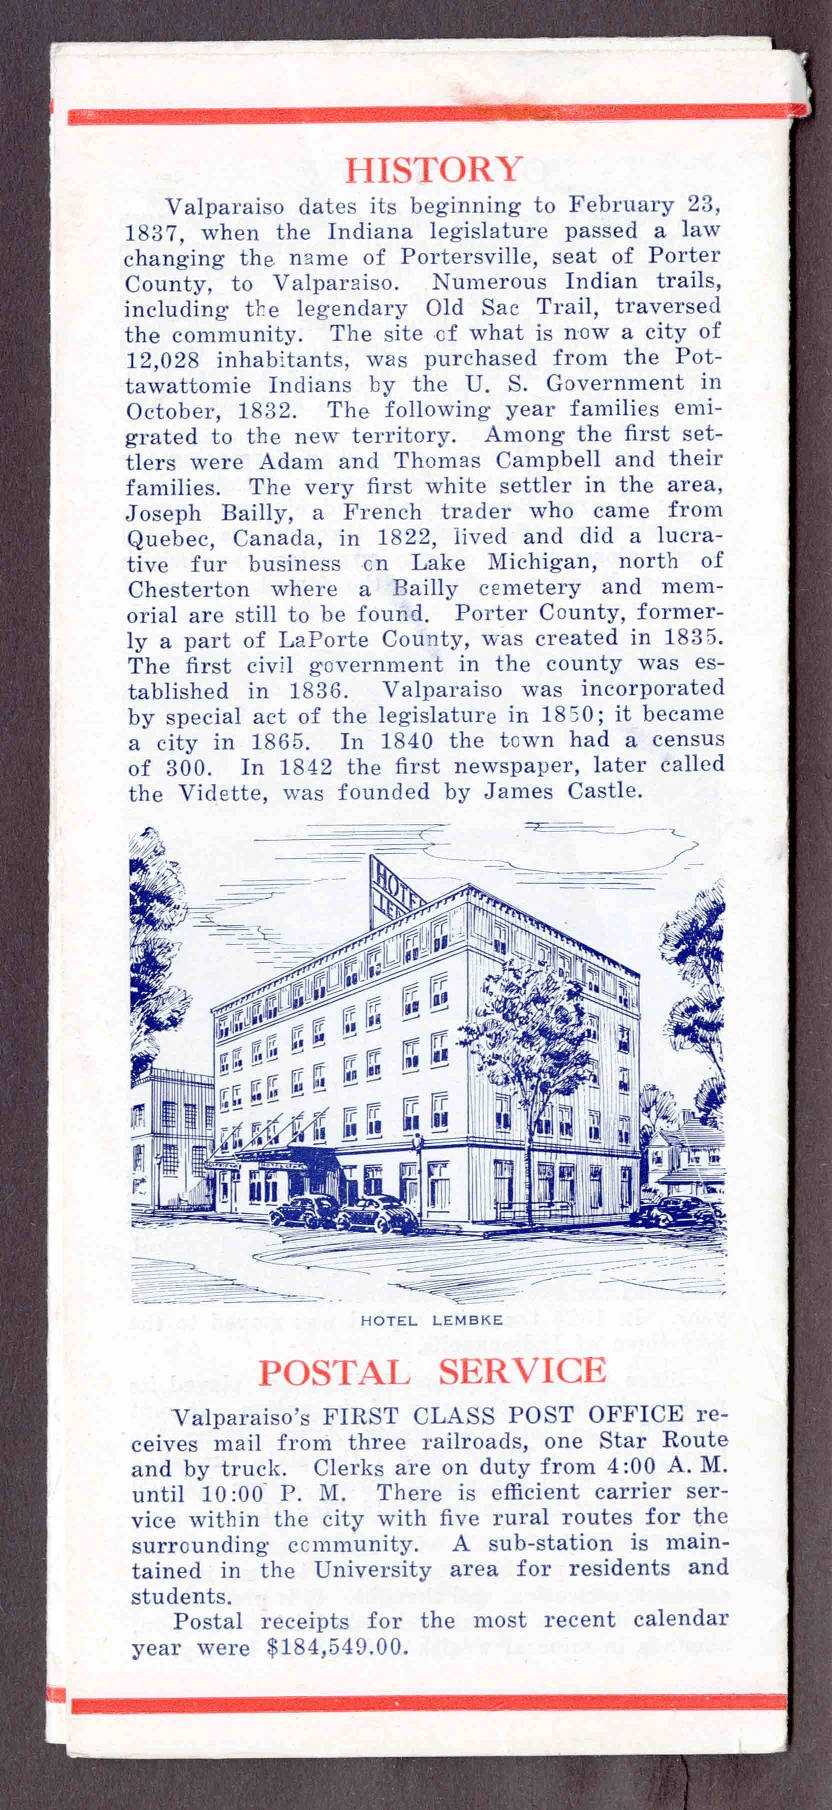 HISTORY
Valparaiso dates its beginning to February 23,
1837, when the Indiana legislature passed a law
changing the name of Portersville, seat of Porter
County, to Valparaiso. Numerous Indian trails,
including the legendary Old Sac Trail, traversed
the community. The site of what is now a city of
12,028 inhabitants, was purchased from the Pot-
tawattomie Indians by the U. S. Government in
October, 1832. The following year families emi-
grated to the new territory. Among the first set-
tlers were Adam and Thomas Campbell and their
families. The very first white settler in the area,
Joseph Bailly, a French trader who came from
Quebec, Canada, in 1822, lived and did a lucra-
tive fur business on Lake Michigan, north of
Chesterton where a Bailly cemetery and mem-
orial are still to be found. Porter County, former-
ly a part of LaPorte County, was created in 1835.
The first civil government in the county was es-
tablished in 1836. Valparaiso was incorporated
by special act of the legislature in 1850; it became
a city in 1865. In 1840 the town had a census
of 300. In 1842 the first newspaper, later called
the Vidette, was founded by James Castle.
HOTEL
HOTEL LEMBKE
POSTAL SERVICE
Valparaiso's FIRST CLASS POST OFFICE re-
ceives mail from three railroads, one Star Route
and by truck. Clerks are on duty from 4:00 A. M.
until 10:00 P. M. There is efficient carrier ser-
vice within the city with five rural routes for the
surrounding community. A sub-station is main-
tained in the University area for residents and
students.
Postal receipts for the most recent calendar
year were $184,549.00.